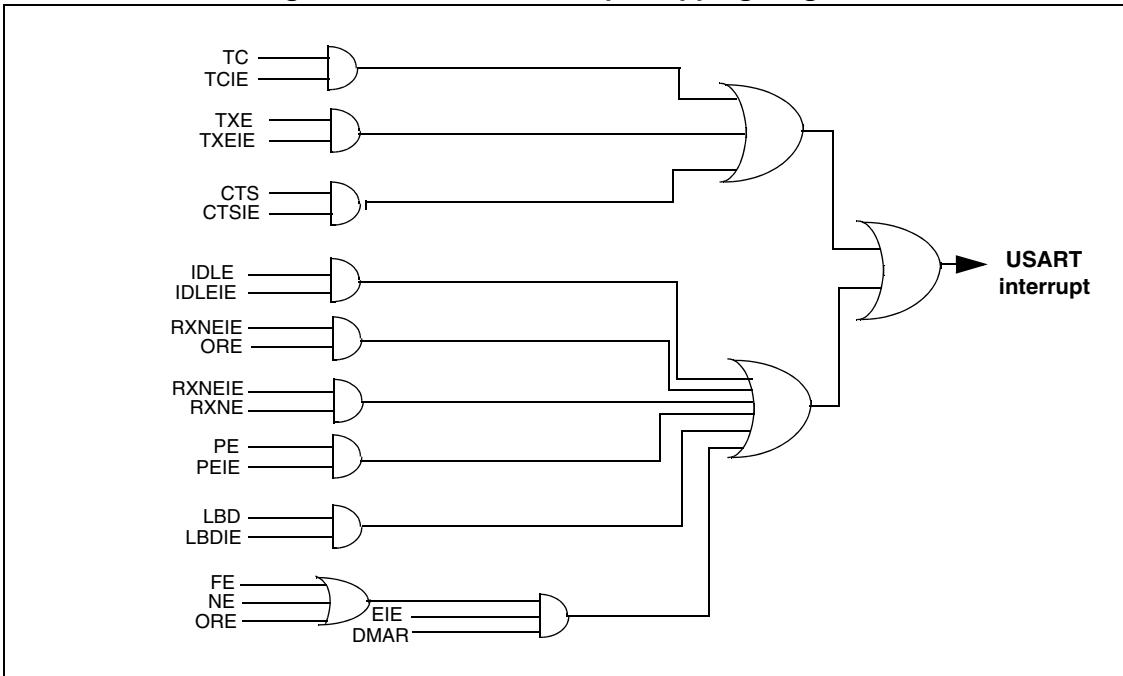 TC
TCIE
TXE
TXEIE
CTS
CTSIE
IDLE
IDLEIE
RXNEIE
ORE
RXNEIE
RXNE
PE
PEIE
LBD
LBDIE
FE
NE
ORE
EIE
DMAR
USART
interrupt